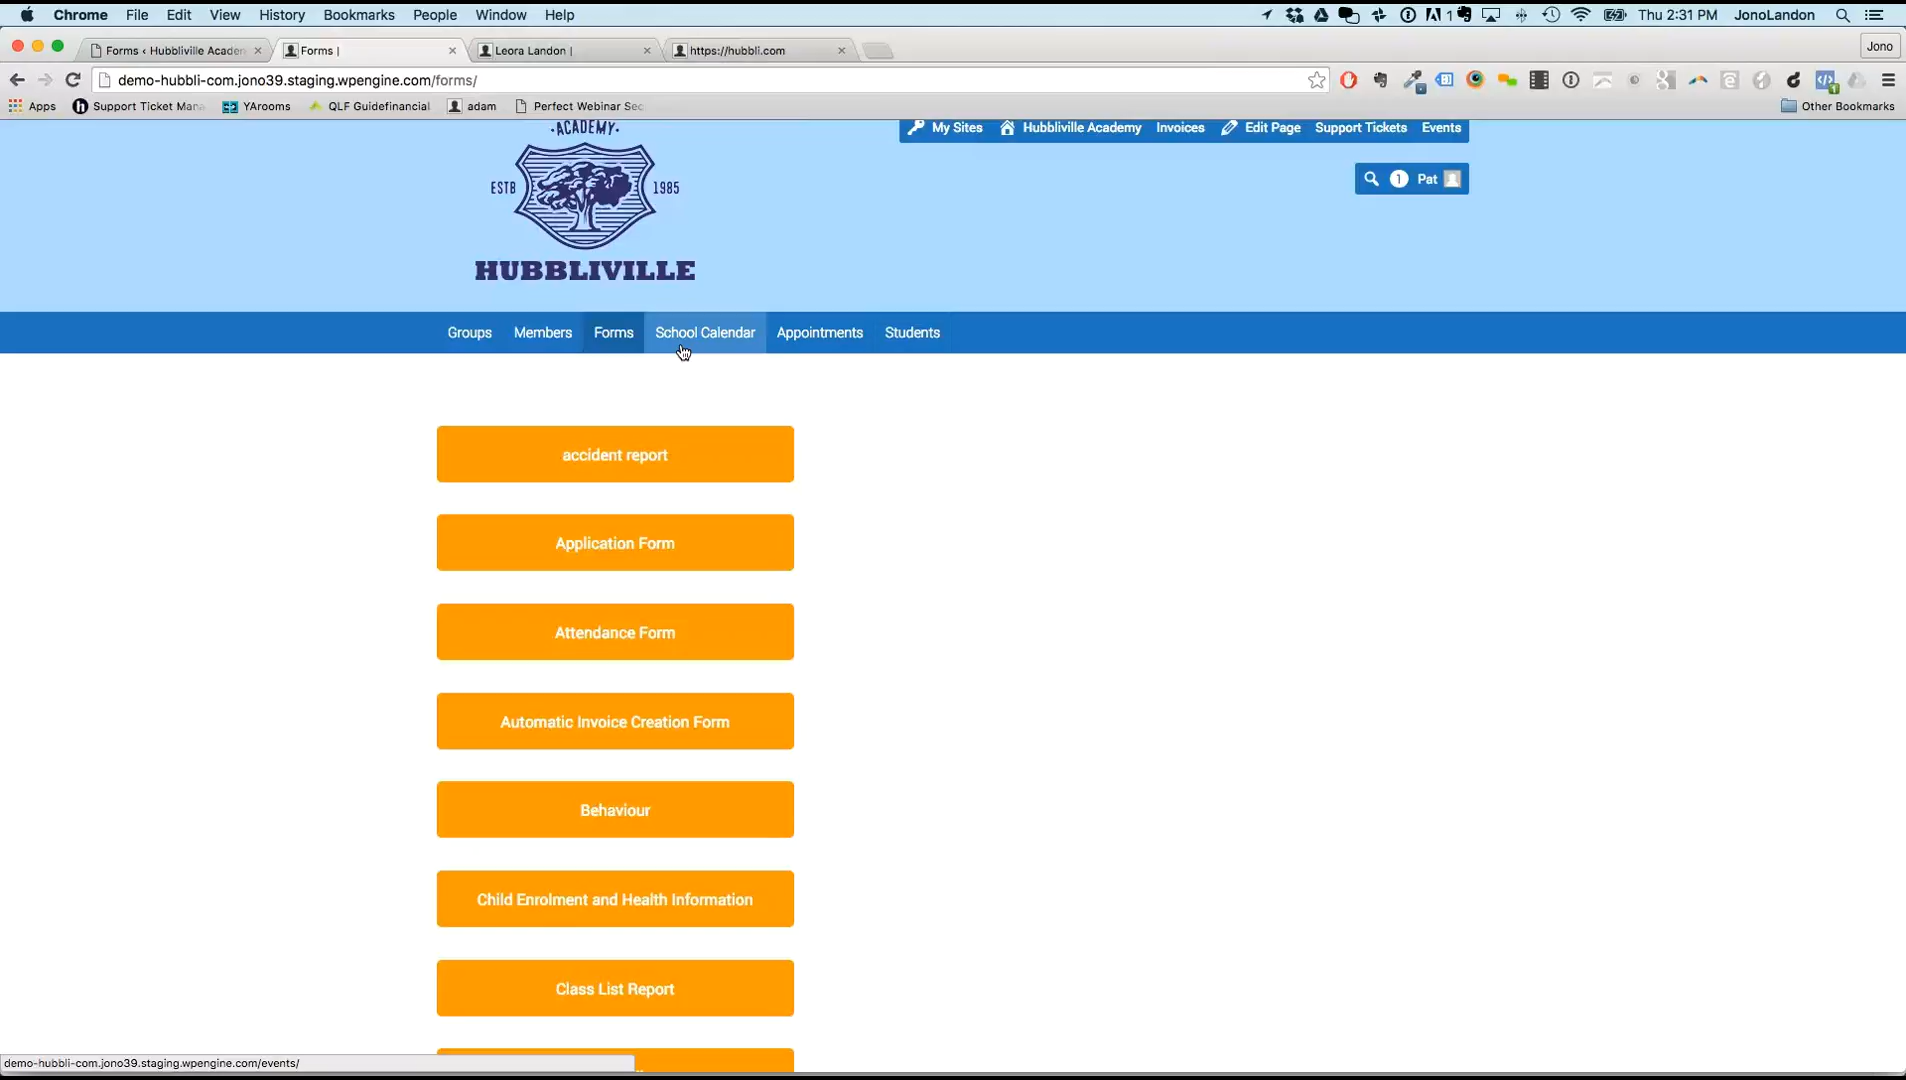 Chrome File Edit View History Bookmarks People Window Help 1 Thu 2:31 PM JonoLandon
Forms ‹ Hubbliville Academ Forms | Leora Landon | https://hubbli.com Jono
demo-hubbli-com.jono39.staging.wpengine.com/forms/
Apps Support Ticket Mana YArooms QLF Guidefinancial adam Perfect Webinar Sec Other Bookmarks
·ACADEMY·
My Sites Hubbliville Academy Invoices Edit Page Support Tickets Events
1 Pat
ESTB 1985
HUBBLIVILLE
Groups Members Forms School Calendar Appointments Students
accident report
Application Form
Attendance Form
Automatic Invoice Creation Form
Behaviour
Child Enrolment and Health Information
Class List Report
demo-hubbli-com.jono39.staging.wpengine.com/events/